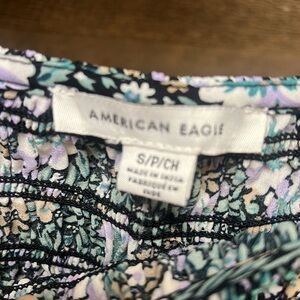 AMERICAN EAGLE
S/P/CH
MADE IN INDIA
FABRIQUÉ EN
INDE